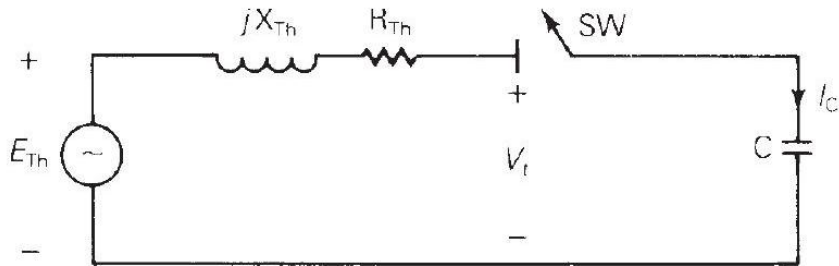 jX_Th R_Th SW
+
+ I_C
E_Th ~ V_t C
− −